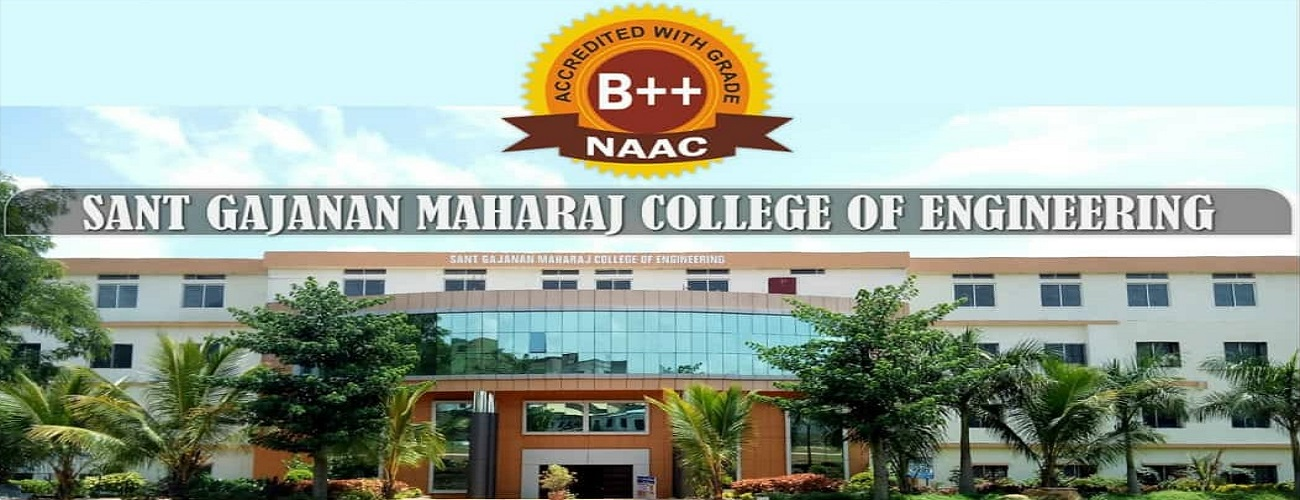 ACCREDITED WITH GRADE
B++
NAAC
SANT GAJANAN MAHARAJ COLLEGE OF ENGINEERING
SANT GAJANAN MAHARAJ COLLEGE OF ENGINEERING